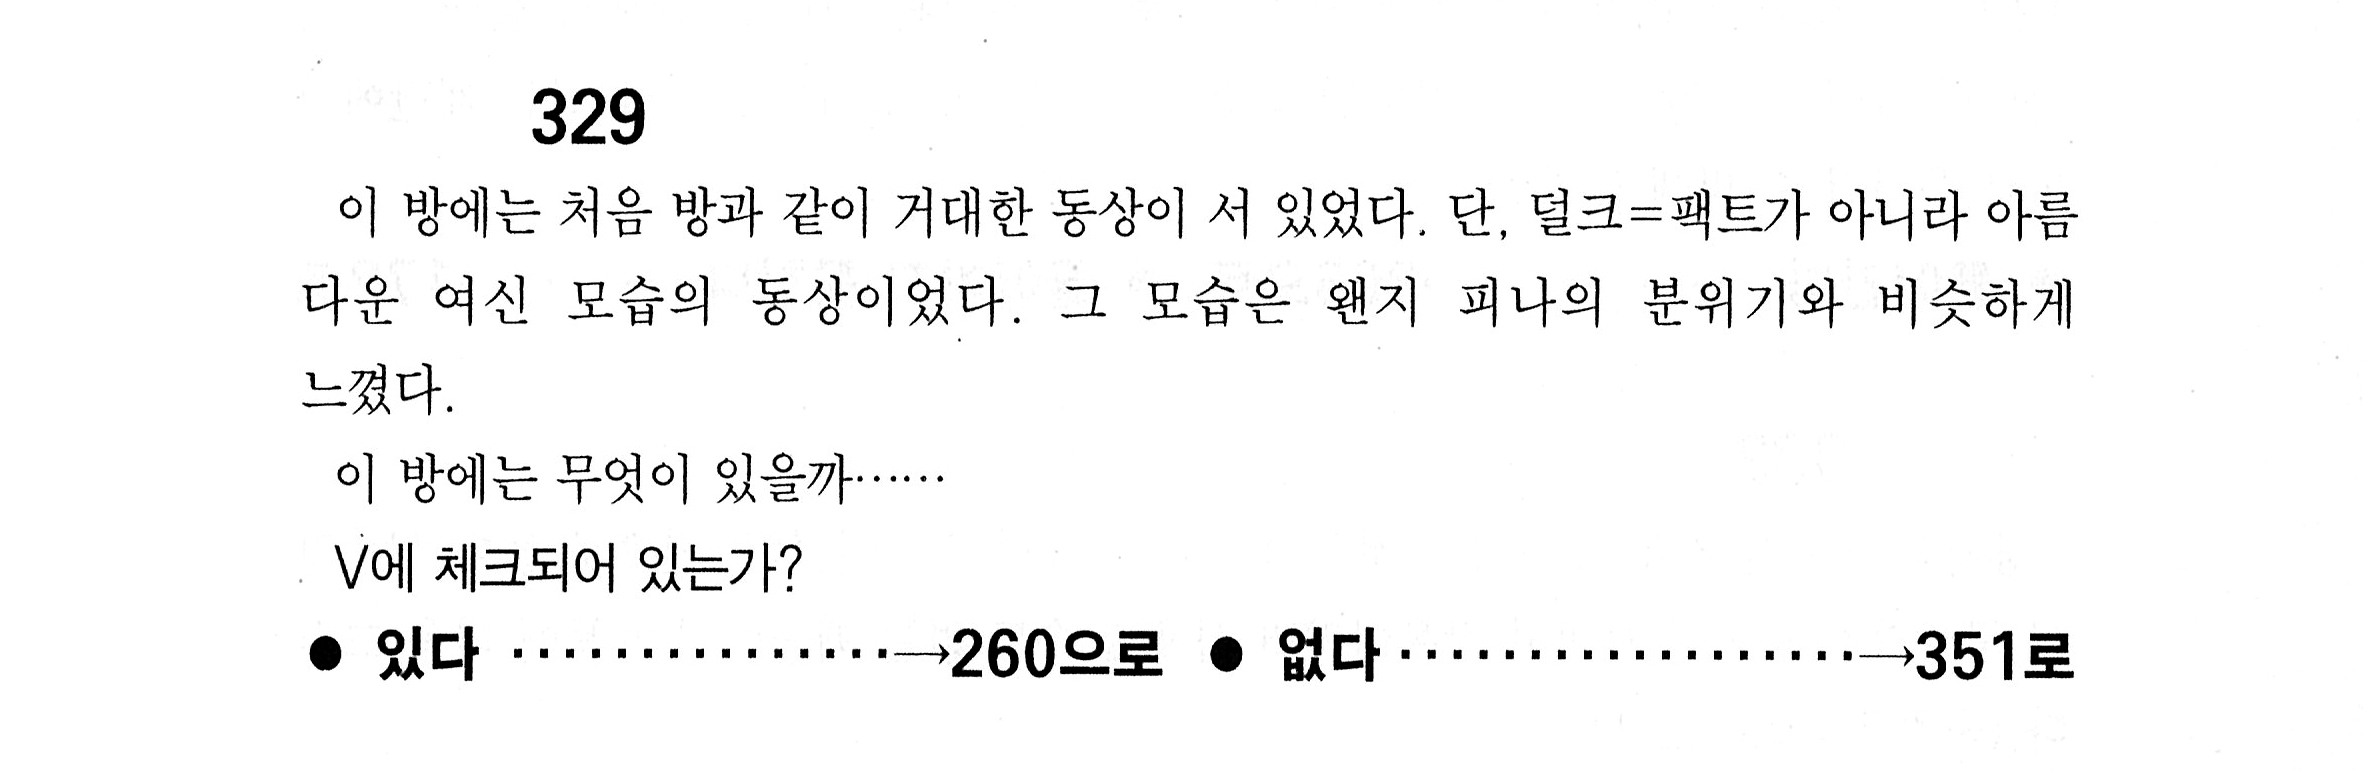 329
이 방에는 처음 방과 같이 거대한 동상이 서 있었다. 단, 덜크=팩트가 아니라 아름
다운 여신 모습의 동상이었다. 그 모습은 왠지 피나의 분위기와 비슷하게
느꼈다.
이 방에는 무엇이 있을까……
V에 체크되어 있는가?
● 있다 ···············→260으로 ● 없다 ··················→351로